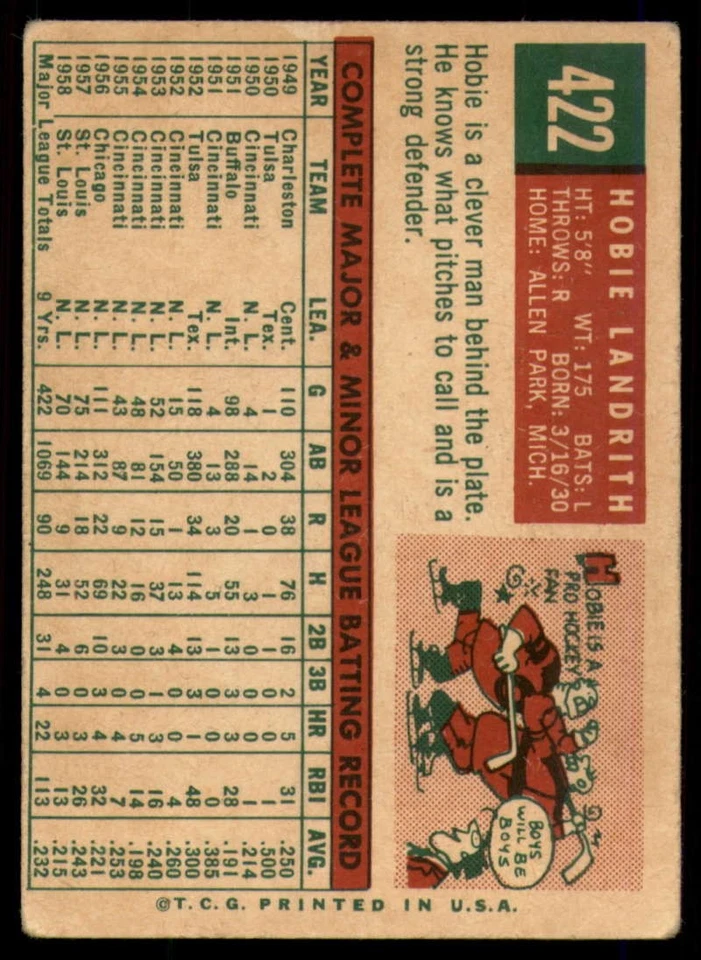 422
HOBIE LANDRITH
HT: 5'8" WT: 175 BATS: L
THROWS: R BORN: 3/16/30
HOME: ALLEN PARK, MICH.
Hobie is a clever man behind the plate.
He knows what pitches to call and is a
strong defender.
HOBIE IS A
PRO HOCKEY
FAN
BOYS
WILL BE
BOYS
COMPLETE MAJOR & MINOR LEAGUE BATTING RECORD
YEAR TEAM LEA. G AB R H 2B 3B HR RBI AVG.
1949 Charleston Cent. 110 304 38 76 16 2 5 31 .250
1950 Tulsa Tex. 1 2 0 1 0 0 0 1 .500
1950 Cincinnati N. L. 4 14 1 3 0 0 0 1 .214
1951 Buffalo Int. 98 288 20 55 13 3 3 28 .191
1951 Cincinnati N. L. 4 13 3 5 1 0 0 0 .385
1952 Tulsa Tex. 118 380 34 114 13 3 1 48 .300
1952 Cincinnati N. L. 15 50 1 13 4 0 0 4 .260
1953 Cincinnati N. L. 52 154 15 37 3 1 3 16 .240
1954 Cincinnati N. L. 48 81 12 16 0 0 5 14 .198
1955 Cincinnati N. L. 43 87 9 22 3 0 4 7 .253
1956 Chicago N. L. 111 312 22 69 10 3 4 32 .221
1957 St. Louis N. L. 75 214 18 52 6 0 3 26 .243
1958 St. Louis N. L. 70 144 9 31 4 0 3 13 .215
Major League Totals 9 Yrs. 422 1069 90 248 31 4 22 113 .232
©T.C.G. PRINTED IN U.S.A.